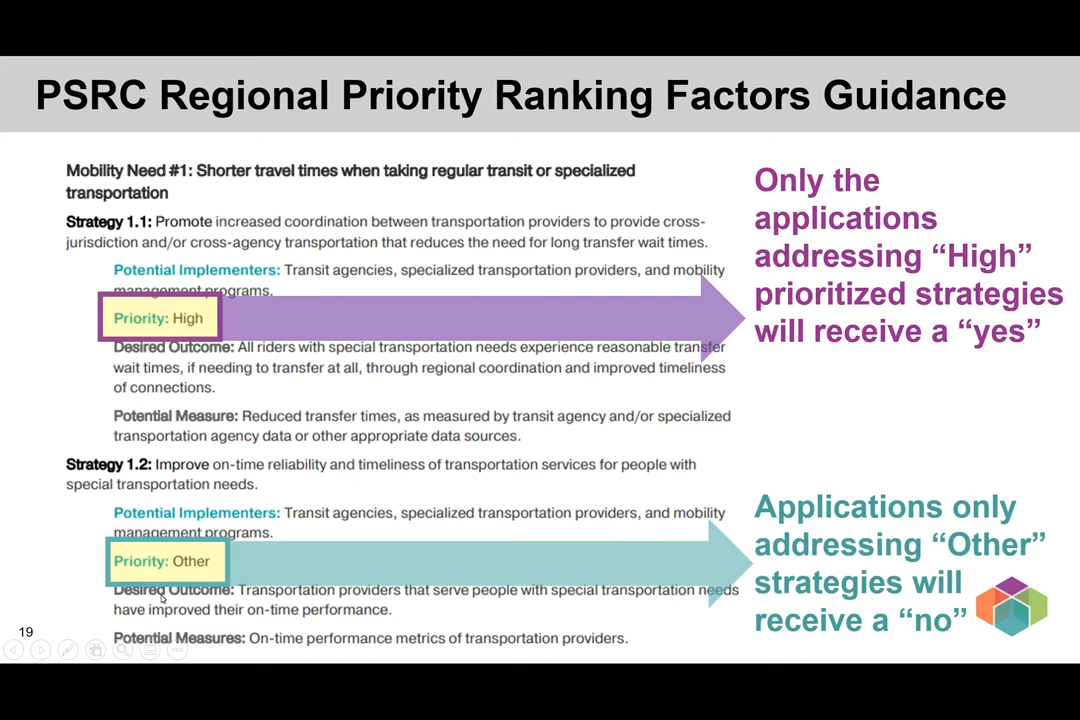 PSRC Regional Priority Ranking Factors Guidance
Mobility Need #1: Shorter travel times when taking regular transit or specialized
transportation
Strategy 1.1: Promote increased coordination between transportation providers to provide cross-
jurisdiction and/or cross-agency transportation that reduces the need for long transfer wait times.
Potential Implementers: Transit agencies, specialized transportation providers, and mobility
management programs.
Priority: High
Desired Outcome: All riders with special transportation needs experience reasonable transfer
wait times, if needing to transfer at all, through regional coordination and improved timeliness
of connections.
Potential Measure: Reduced transfer times, as measured by transit agency and/or specialized
transportation agency data or other appropriate data sources.
Strategy 1.2: Improve on-time reliability and timeliness of transportation services for people with
special transportation needs.
Potential Implementers: Transit agencies, specialized transportation providers, and mobility
management programs.
Priority: Other
Desired Outcome: Transportation providers that serve people with special transportation needs
have improved their on-time performance.
Potential Measures: On-time performance metrics of transportation providers.
Only the
applications
addressing “High”
prioritized strategies
will receive a “yes”
Applications only
addressing “Other”
strategies will
receive a “no”
19